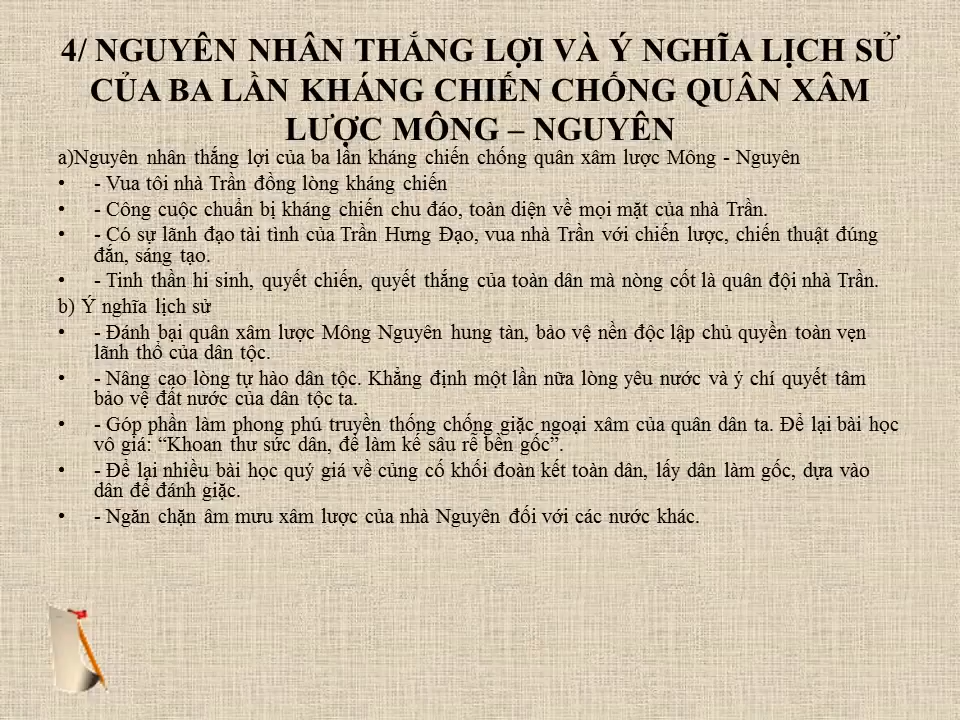 4/ NGUYÊN NHÂN THẮNG LỢI VÀ Ý NGHĨA LỊCH SỬ
CỦA BA LẦN KHÁNG CHIẾN CHỐNG QUÂN XÂM
LƯỢC MÔNG – NGUYÊN
a)Nguyên nhân thắng lợi của ba lần kháng chiến chống quân xâm lược Mông - Nguyên
• - Vua tôi nhà Trần đồng lòng kháng chiến
• - Công cuộc chuẩn bị kháng chiến chu đáo, toàn diện về mọi mặt của nhà Trần.
• - Có sự lãnh đạo tài tình của Trần Hưng Đạo, vua nhà Trần với chiến lược, chiến thuật đúng
đắn, sáng tạo.
• - Tinh thần hi sinh, quyết chiến, quyết thắng của toàn dân mà nòng cốt là quân đội nhà Trần.
b) Ý nghĩa lịch sử
• - Đánh bại quân xâm lược Mông Nguyên hung tàn, bảo vệ nền độc lập chủ quyền toàn vẹn
lãnh thổ của dân tộc.
• - Nâng cao lòng tự hào dân tộc. Khẳng định một lần nữa lòng yêu nước và ý chí quyết tâm
bảo vệ đất nước của dân tộc ta.
• - Góp phần làm phong phú truyền thống chống giặc ngoại xâm của quân dân ta. Để lại bài học
vô giá: “Khoan thư sức dân, để làm kế sâu rễ bền gốc”.
• - Để lại nhiều bài học quý giá về củng cố khối đoàn kết toàn dân, lấy dân làm gốc, dựa vào
dân để đánh giặc.
• - Ngăn chặn âm mưu xâm lược của nhà Nguyên đối với các nước khác.